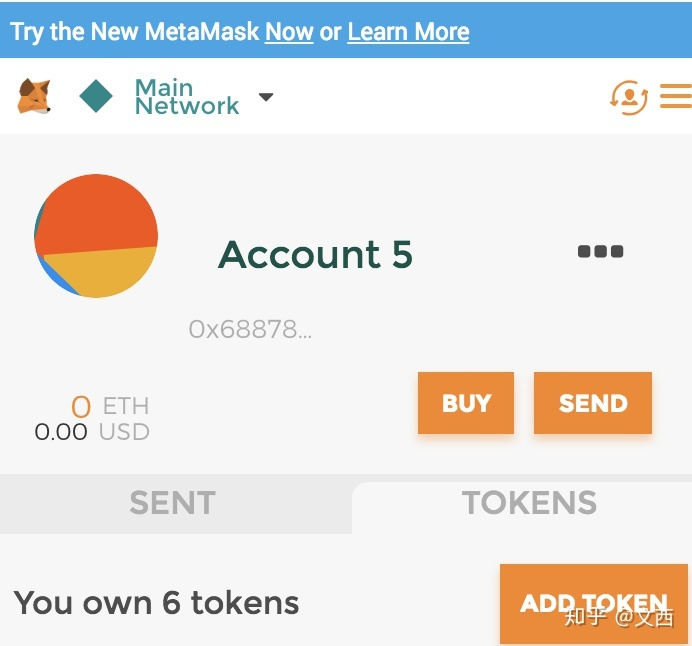 Try the New MetaMask Now or Learn More
Main
Network
Account 5
0x68878...
0 ETH
0.00 USD
BUY
SEND
SENT
TOKENS
You own 6 tokens
ADD TOKEN
知乎 @文西